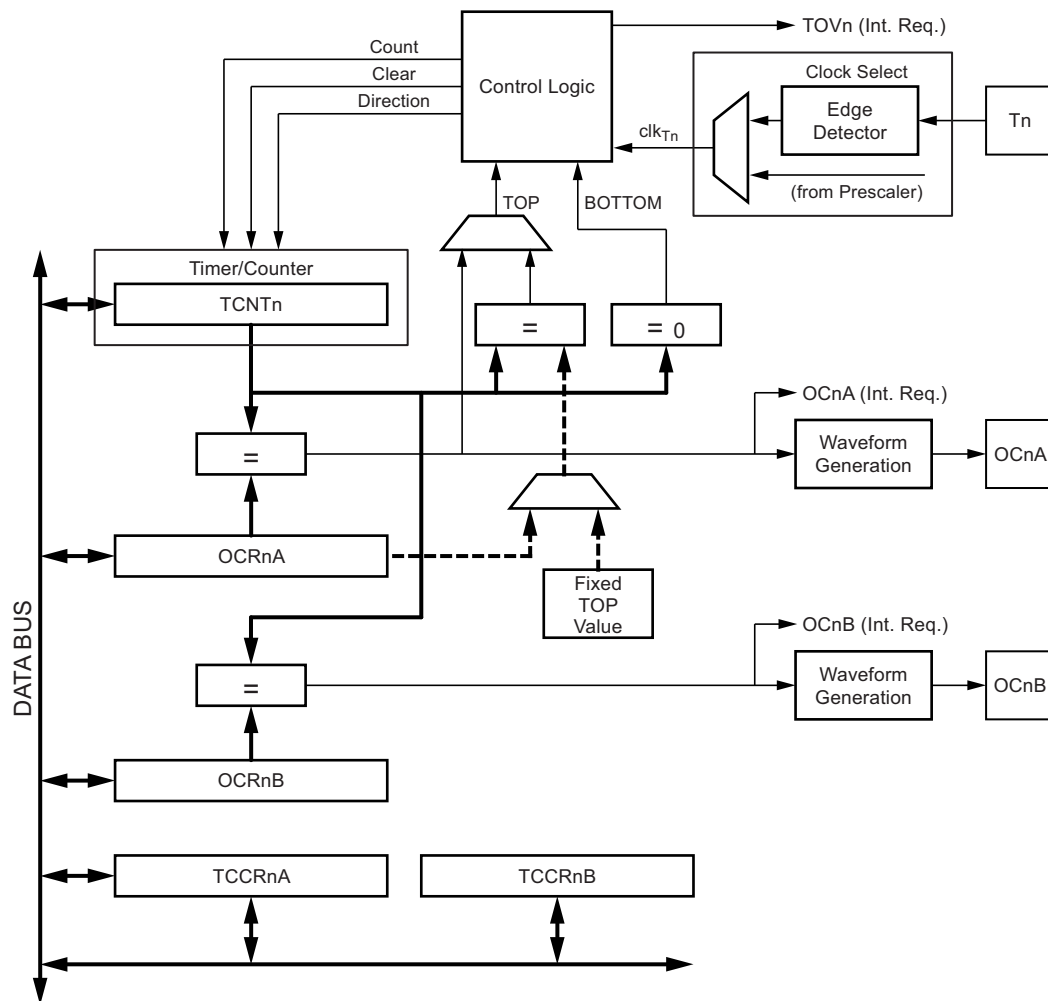 TOVn (Int. Req.)
Count
Clear
Direction
Control Logic
Clock Select
Edge
Detector
Tn
clkTn
(from Prescaler)
TOP
BOTTOM
Timer/Counter
TCNTn
=
= 0
OCnA (Int. Req.)
=
Waveform
Generation
OCnA
OCRnA
Fixed
TOP
Value
DATA BUS
OCnB (Int. Req.)
=
Waveform
Generation
OCnB
OCRnB
TCCRnA
TCCRnB